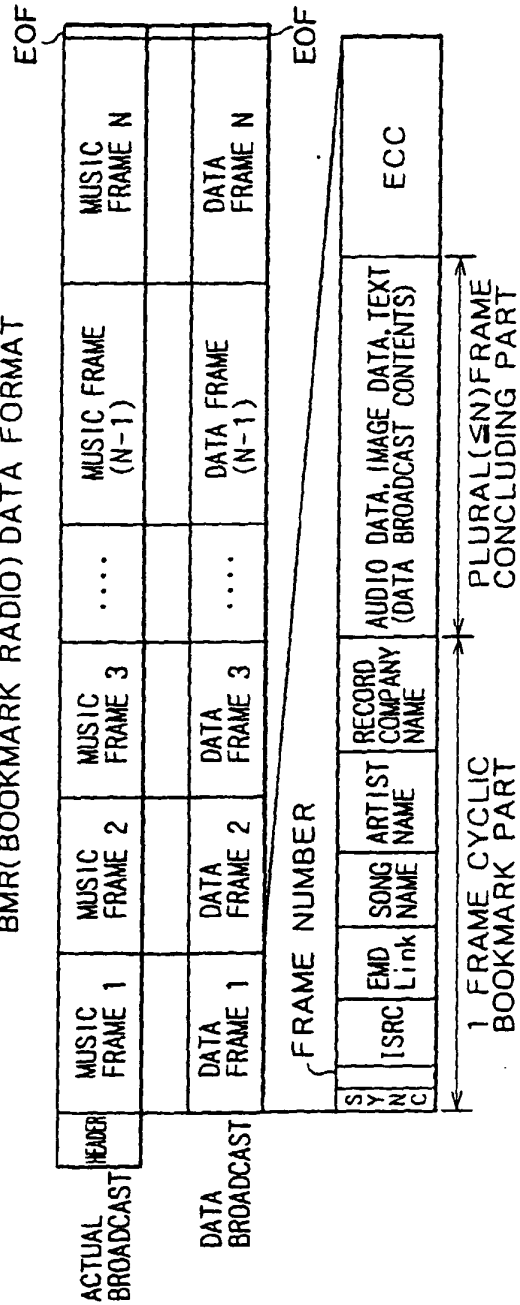 BMR(BOOKMARK RADIO) DATA FORMAT
EOF
ACTUAL
BROADCAST
HEADER
MUSIC
FRAME 1
MUSIC
FRAME 2
MUSIC
FRAME 3
....
MUSIC FRAME
(N-1)
MUSIC
FRAME N
DATA
BROADCAST
DATA
FRAME 1
DATA
FRAME 2
DATA
FRAME 3
....
DATA FRAME
(N-1)
DATA
FRAME N
EOF
FRAME NUMBER
SYNC
ISRC
EMD
Link
SONG
NAME
ARTIST
NAME
RECORD
COMPANY
NAME
AUDIO DATA, IMAGE DATA, TEXT
(DATA BROADCAST CONTENTS)
ECC
1 FRAME CYCLIC
BOOKMARK PART
PLURAL(≦N)FRAME
CONCLUDING PART